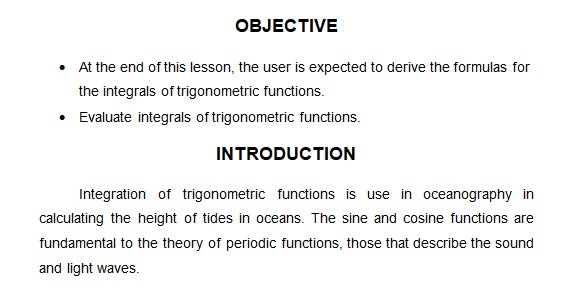 OBJECTIVE
• At the end of this lesson, the user is expected to derive the formulas for
the integrals of trigonometric functions.
• Evaluate integrals of trigonometric functions.
INTRODUCTION
Integration of trigonometric functions is use in oceanography in
calculating the height of tides in oceans. The sine and cosine functions are
fundamental to the theory of periodic functions, those that describe the sound
and light waves.